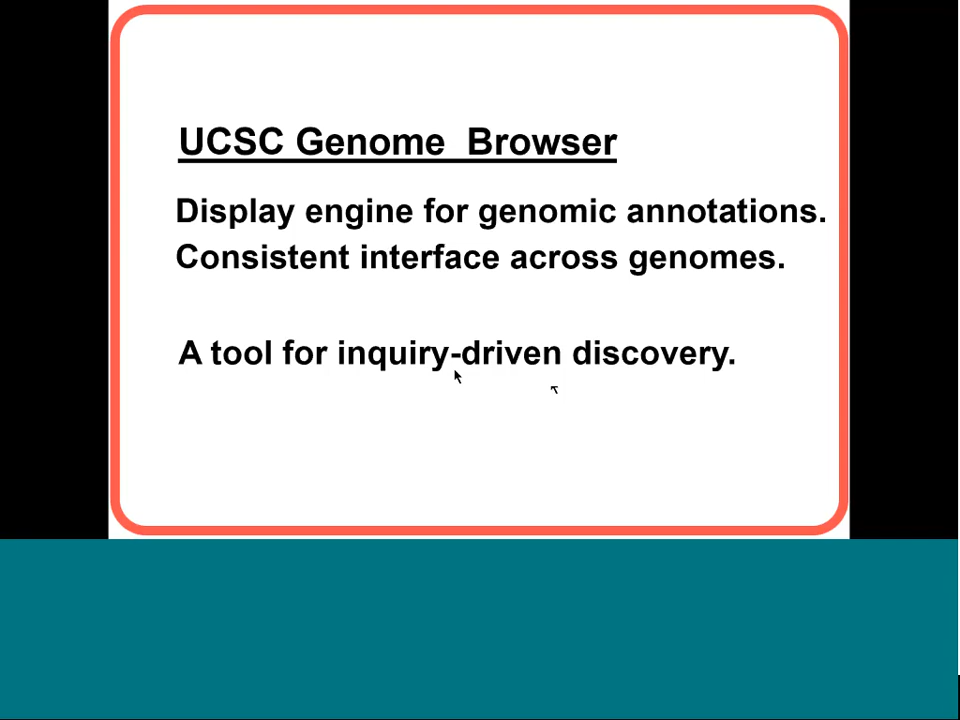 UCSC Genome Browser
Display engine for genomic annotations.
Consistent interface across genomes.
A tool for inquiry-driven discovery.